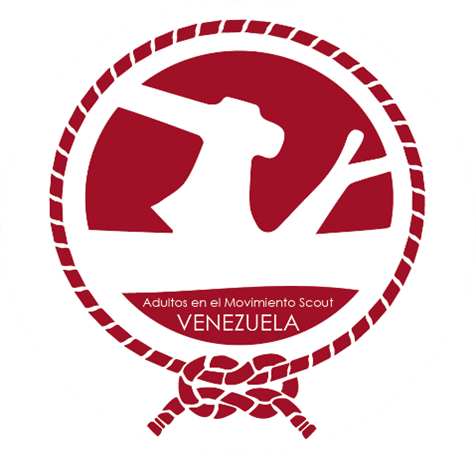 Adultos en el Movimiento Scout
VENEZUELA